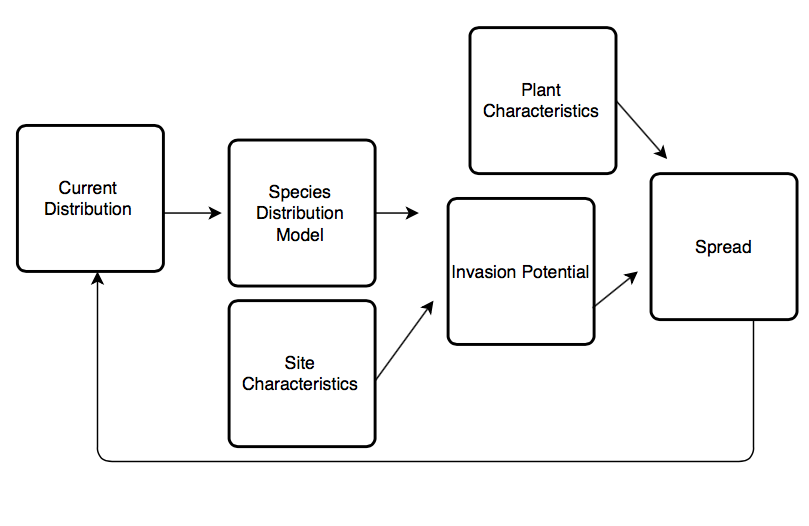 Plant
Characteristics
Current
Distribution
Species
Distribution
Model
Invasion Potential
Spread
Site
Characteristics